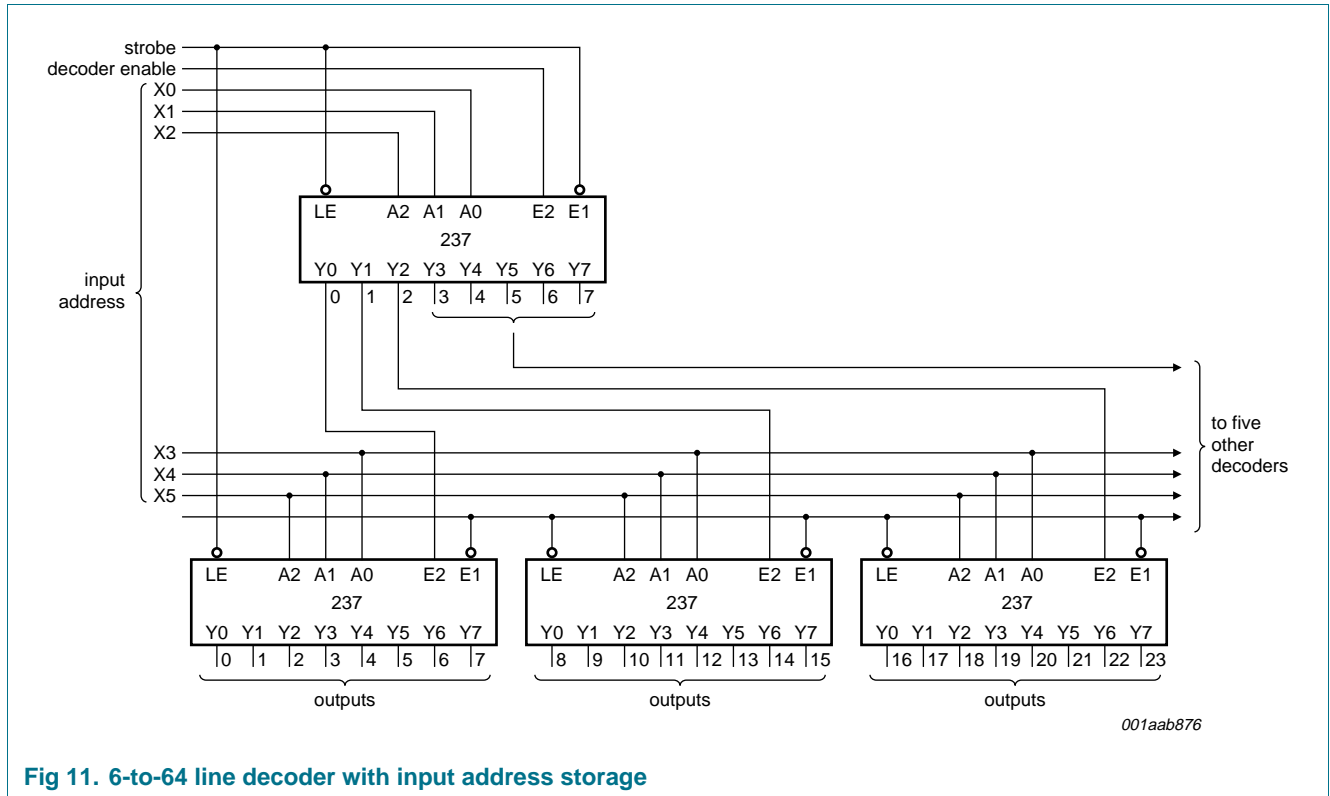 strobe
decoder enable
X0
X1
X2
LE A2 A1 A0 E2 E1
237
Y0 Y1 Y2 Y3 Y4 Y5 Y6 Y7
0 1 2 3 4 5 6 7
input
address
X3
X4
X5
to five
other
decoders
LE A2 A1 A0 E2 E1
237
Y0 Y1 Y2 Y3 Y4 Y5 Y6 Y7
0 1 2 3 4 5 6 7
outputs
LE A2 A1 A0 E2 E1
237
Y0 Y1 Y2 Y3 Y4 Y5 Y6 Y7
8 9 10 11 12 13 14 15
outputs
LE A2 A1 A0 E2 E1
237
Y0 Y1 Y2 Y3 Y4 Y5 Y6 Y7
16 17 18 19 20 21 22 23
outputs
001aab876
Fig 11. 6-to-64 line decoder with input address storage